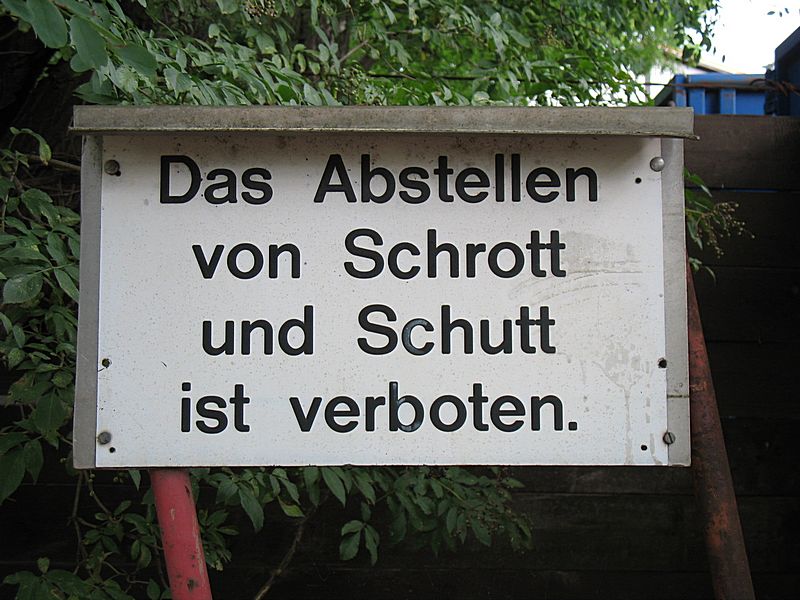 Das Abstellen
von Schrott
und Schutt
ist verboten.